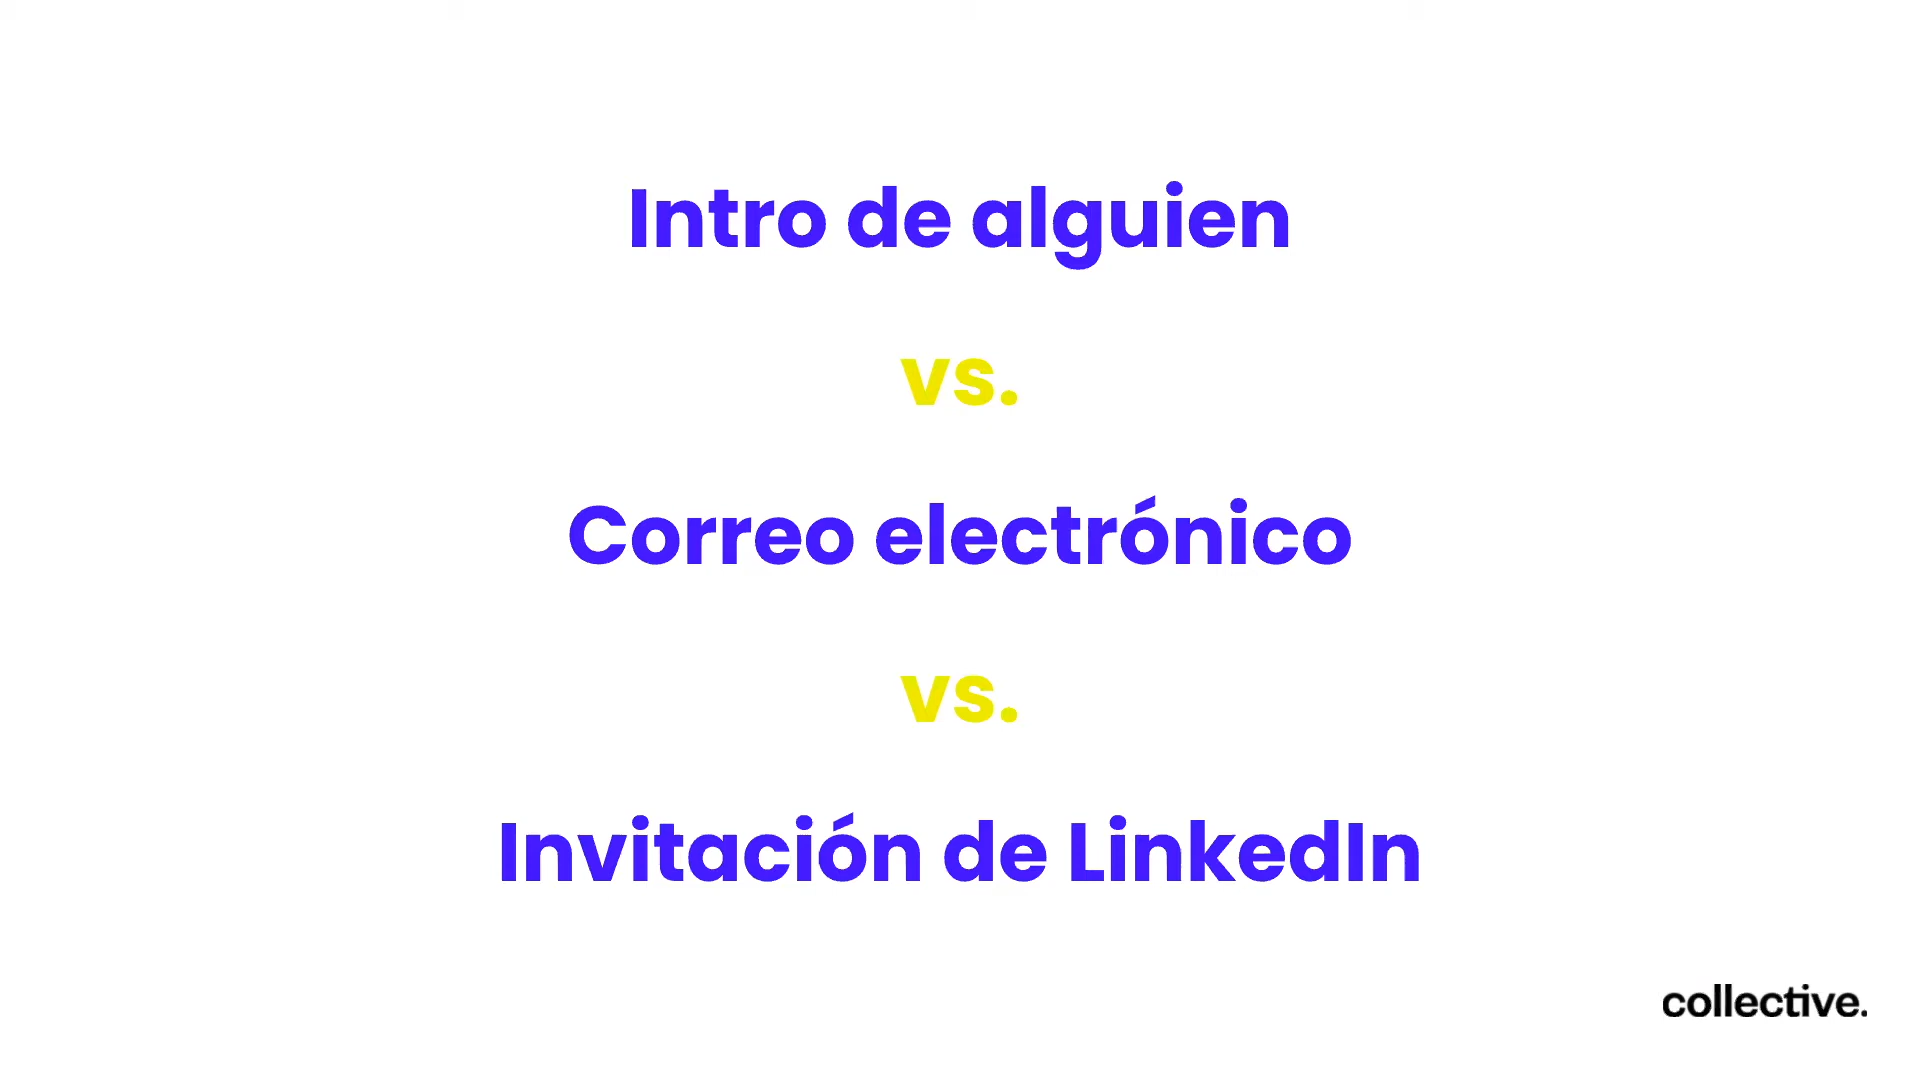 Intro de alguien
vs.
Correo electrónico
vs.
Invitación de LinkedIn
collective.